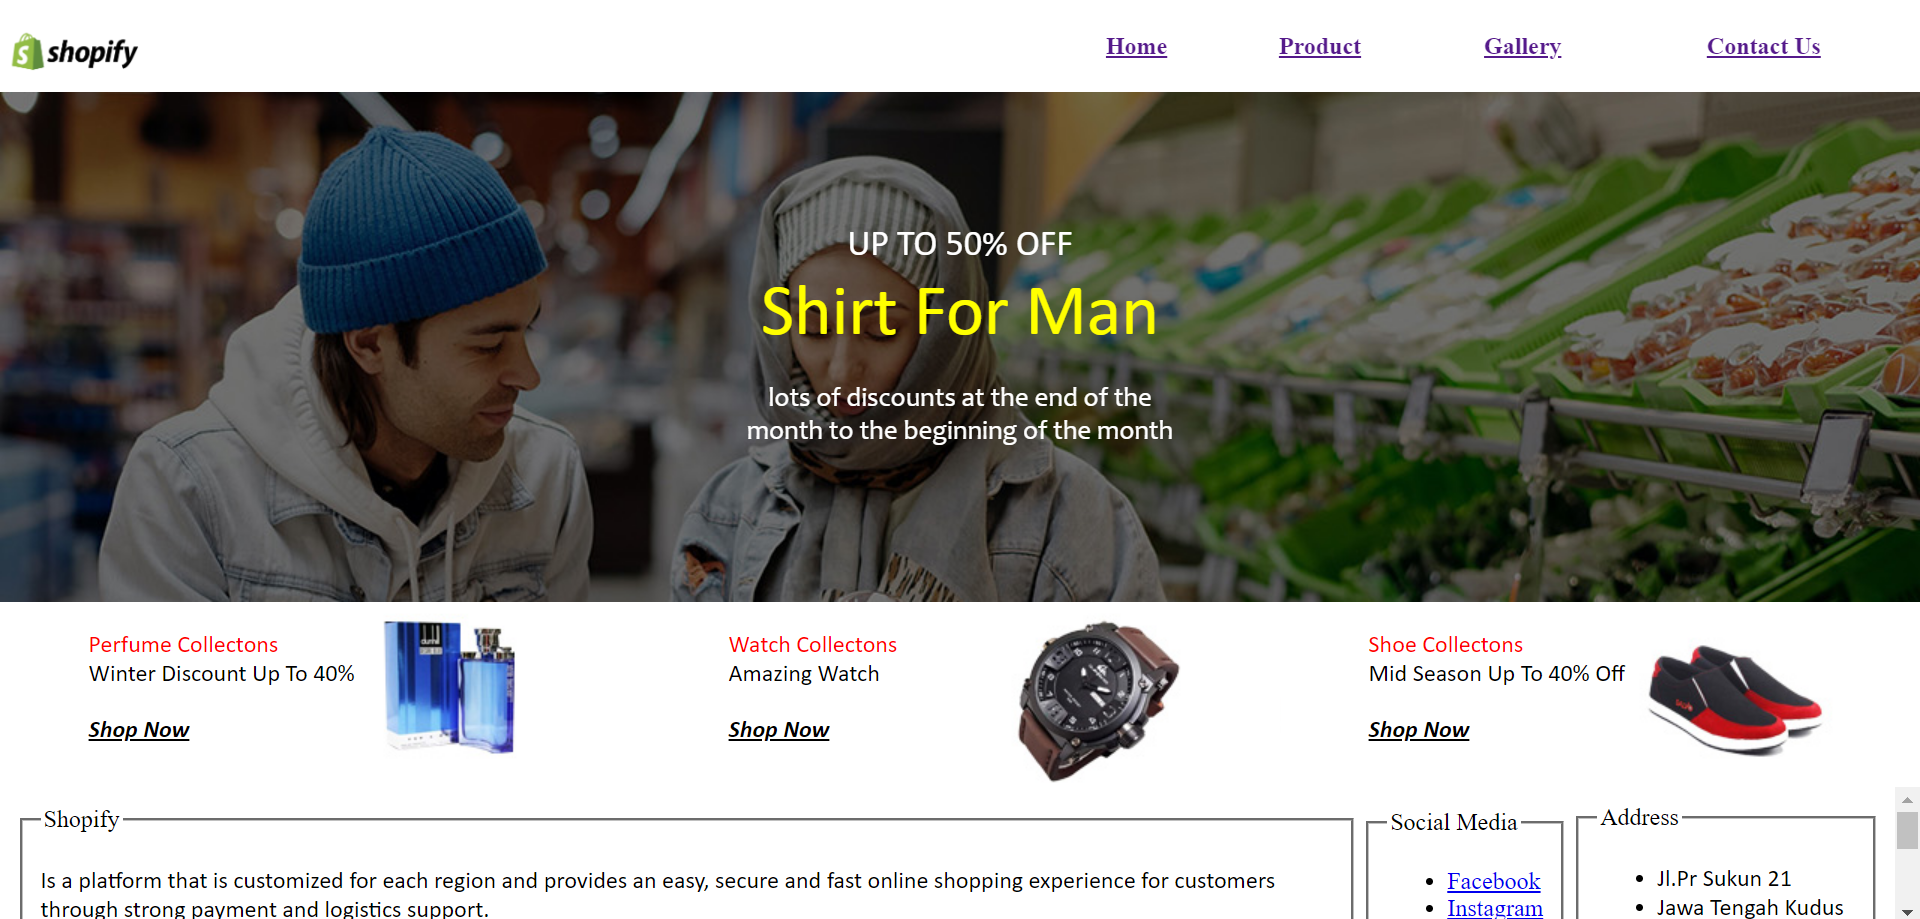 shopify
Home Product Gallery Contact Us
UP TO 50% OFF
Shirt For Man
lots of discounts at the end of the
month to the beginning of the month
Perfume Collectons
Winter Discount Up To 40%
Shop Now
dunhill
Watch Collectons
Amazing Watch
Shop Now
Shoe Collectons
Mid Season Up To 40% Off
Shop Now
Shopify
Is a platform that is customized for each region and provides an easy, secure and fast online shopping experience for customers
through strong payment and logistics support.
Social Media
Facebook
Instagram
Address
Jl.Pr Sukun 21
Jawa Tengah Kudus